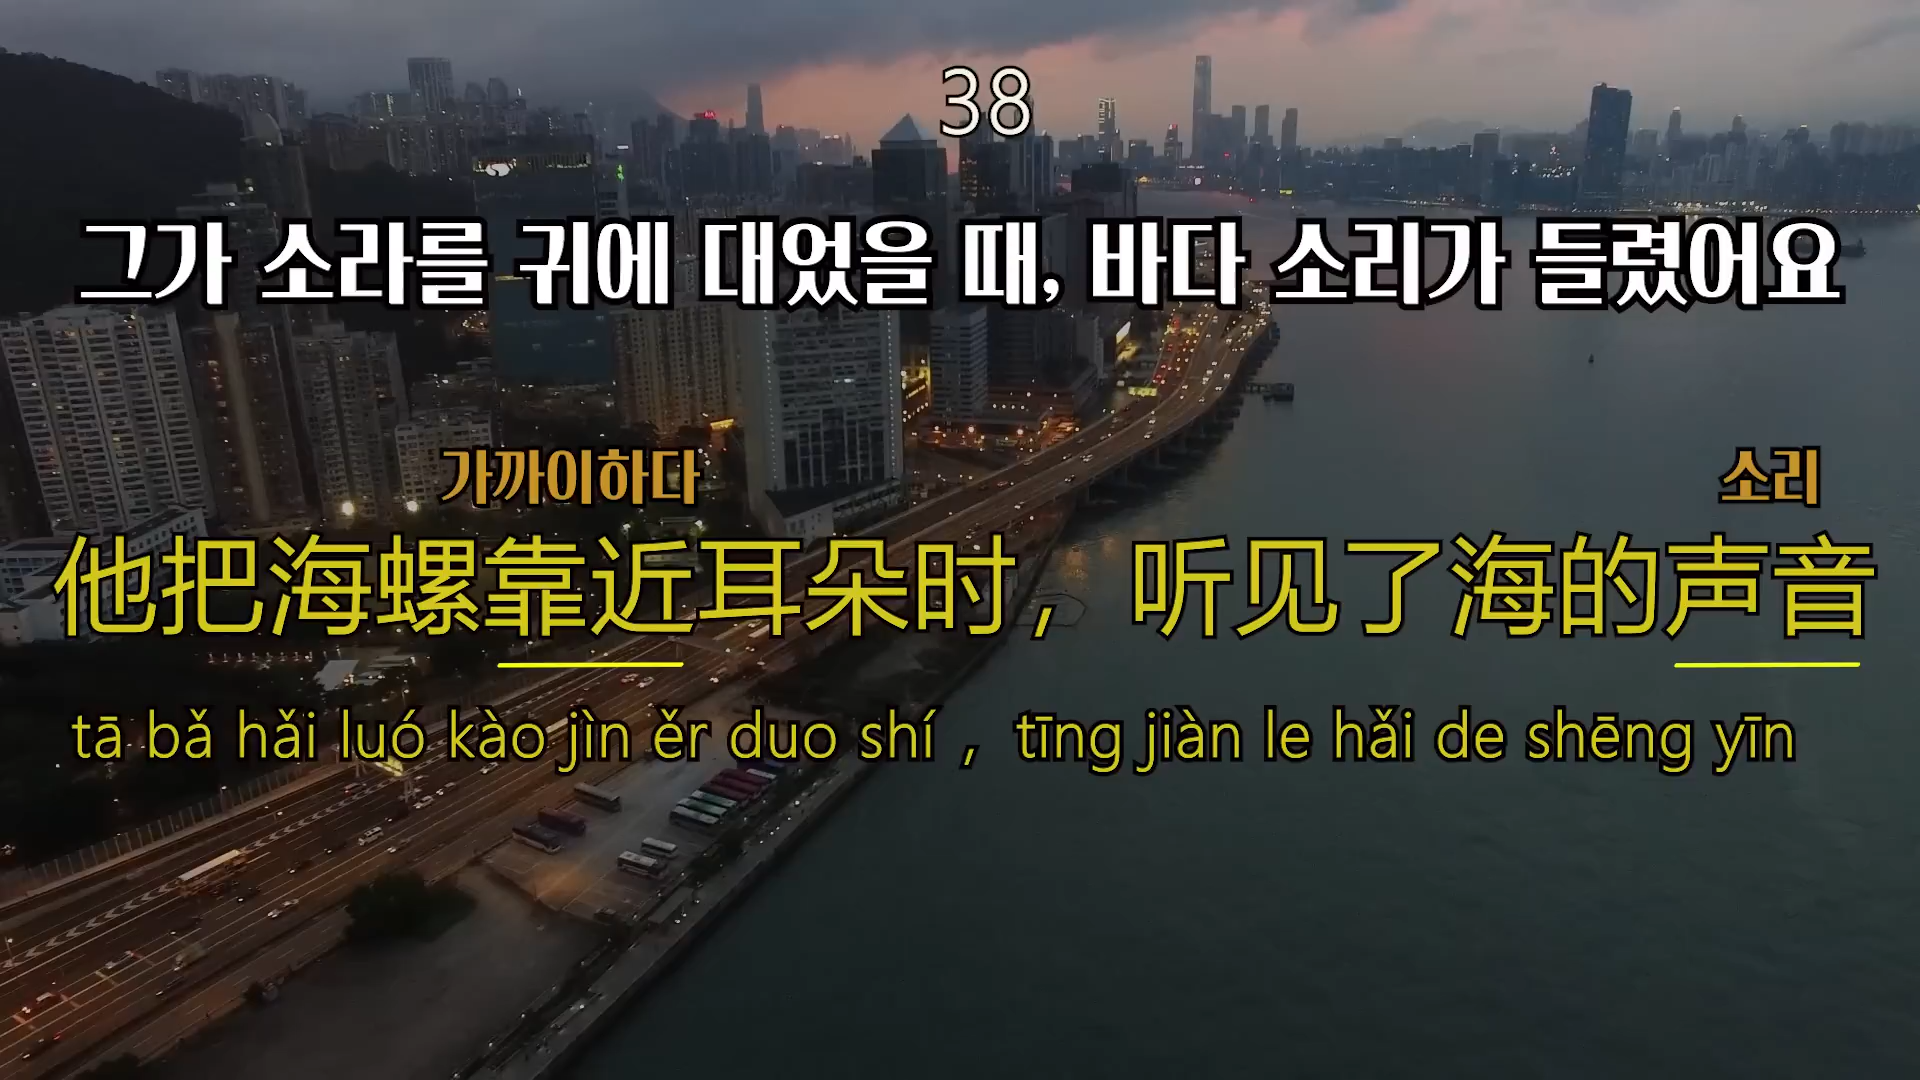 38
그가 소라를 귀에 대었을 때, 바다 소리가 들렸어요
가까이하다 소리
他把海螺靠近耳朵时，听见了海的声音
tā bǎ hǎi luó kào jìn ěr duo shí ，tīng jiàn le hǎi de shēng yīn